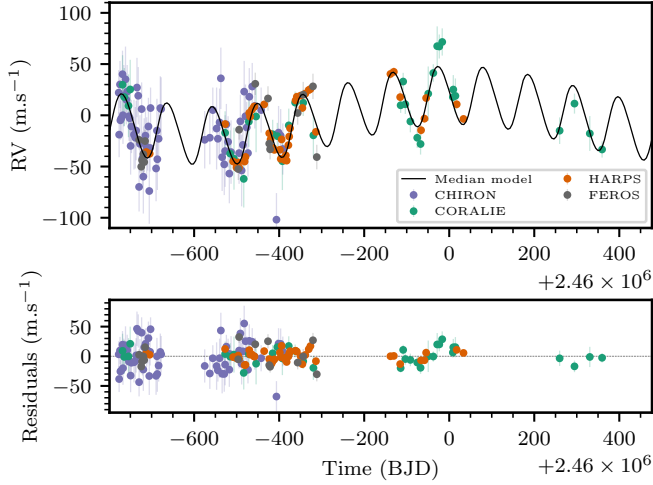 RV (m.s⁻¹)
50
0
−50
−100
Median model
CHIRON
CORALIE
HARPS
FEROS
−600 −400 −200 0 200 400
+2.46 × 10⁶
Residuals (m.s⁻¹)
50
0
−50
−600 −400 −200 0 200 400
Time (BJD)
+2.46 × 10⁶